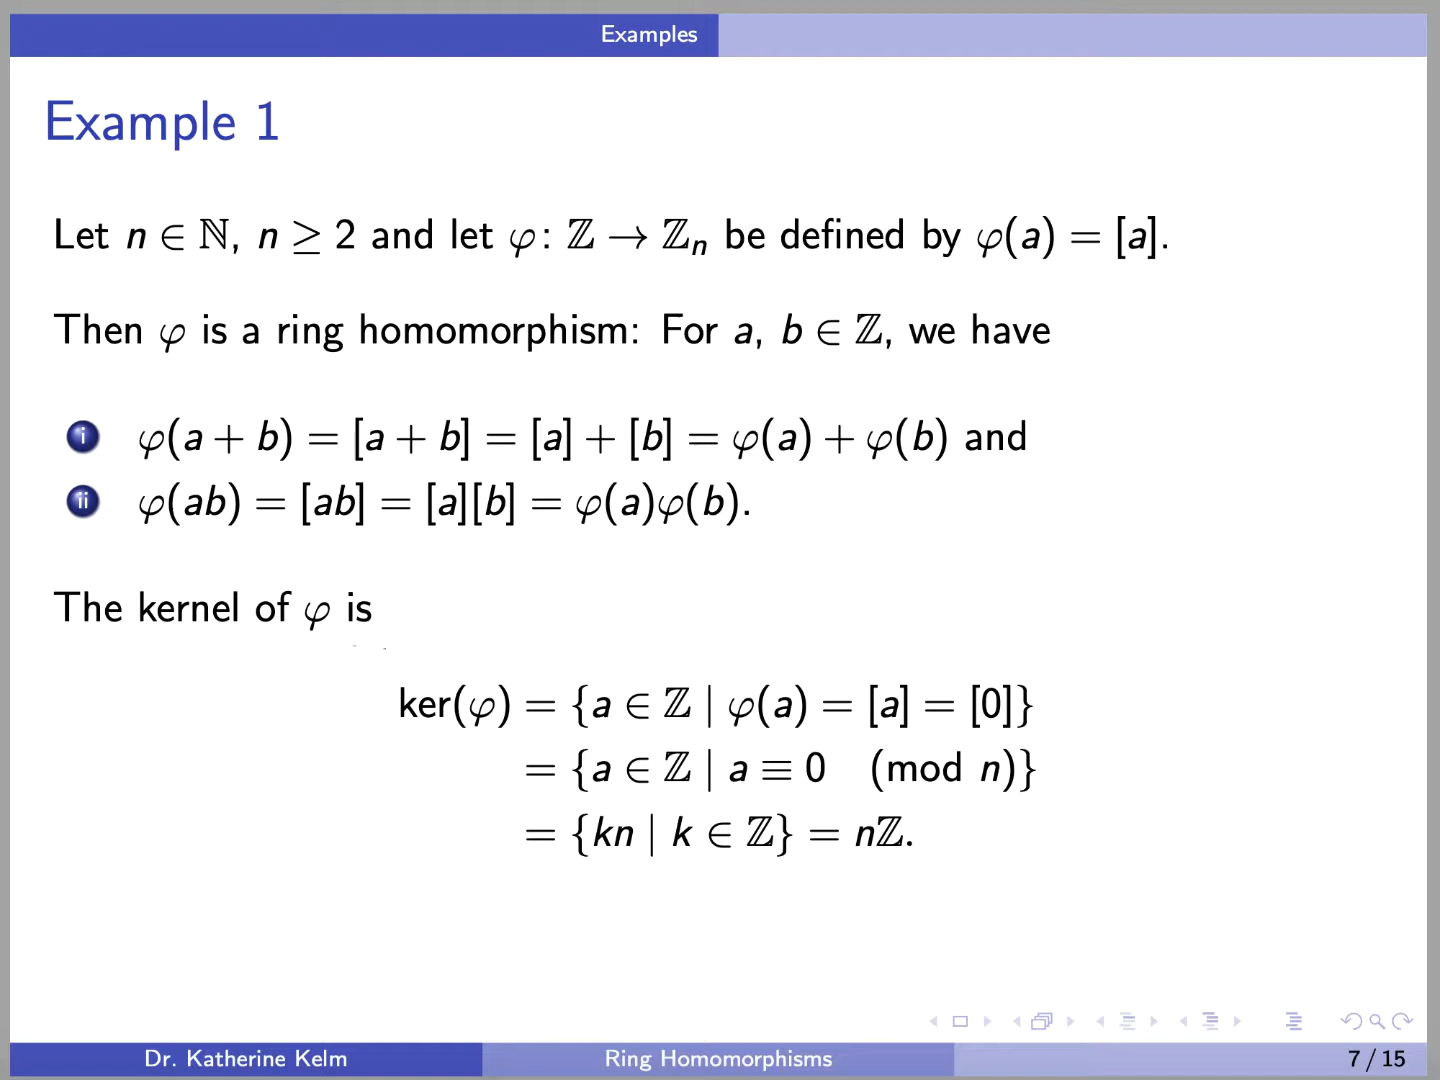 Examples
Example 1
Let n ∈ ℕ, n ≥ 2 and let φ: ℤ → ℤₙ be defined by φ(a) = [a].
Then φ is a ring homomorphism: For a, b ∈ ℤ, we have
i φ(a + b) = [a + b] = [a] + [b] = φ(a) + φ(b) and
ii φ(ab) = [ab] = [a][b] = φ(a)φ(b).
The kernel of φ is
ker(φ) = {a ∈ ℤ | φ(a) = [a] = [0]}
= {a ∈ ℤ | a ≡ 0 (mod n)}
= {kn | k ∈ ℤ} = nℤ.
Dr. Katherine Kelm Ring Homomorphisms 7 / 15